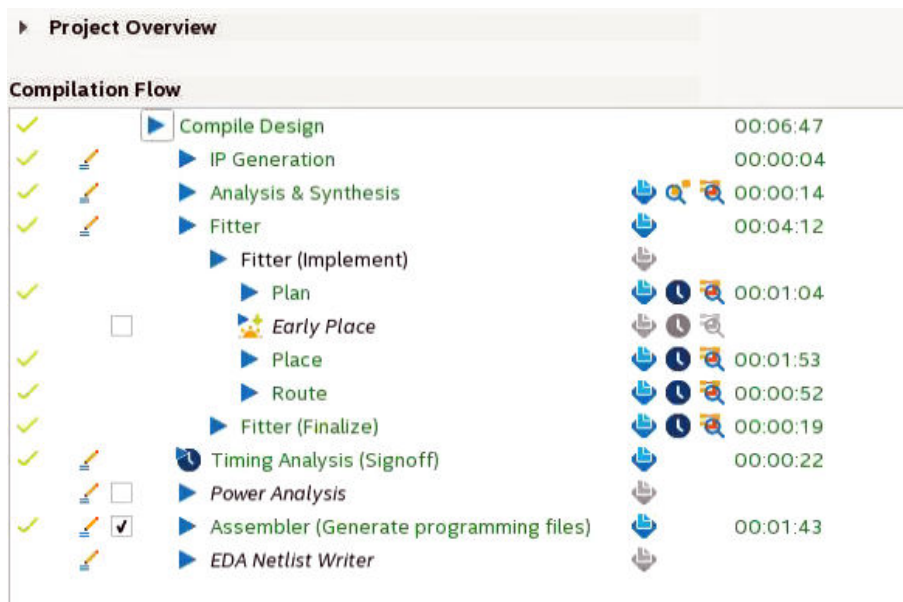 Project Overview
Compilation Flow
Compile Design 00:06:47
IP Generation 00:00:04
Analysis & Synthesis 00:00:14
Fitter 00:04:12
Fitter (Implement)
Plan 00:01:04
Early Place
Place 00:01:53
Route 00:00:52
Fitter (Finalize) 00:00:19
Timing Analysis (Signoff) 00:00:22
Power Analysis
Assembler (Generate programming files) 00:01:43
EDA Netlist Writer